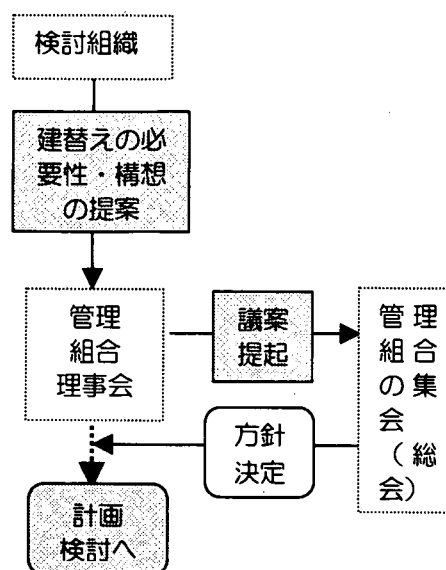 検討組織
建替えの必
要性・構想
の提案
管理
組合
理事会
議案
提起
管理
組合
の集
会
（総
会）
方針
決定
計画
検討へ